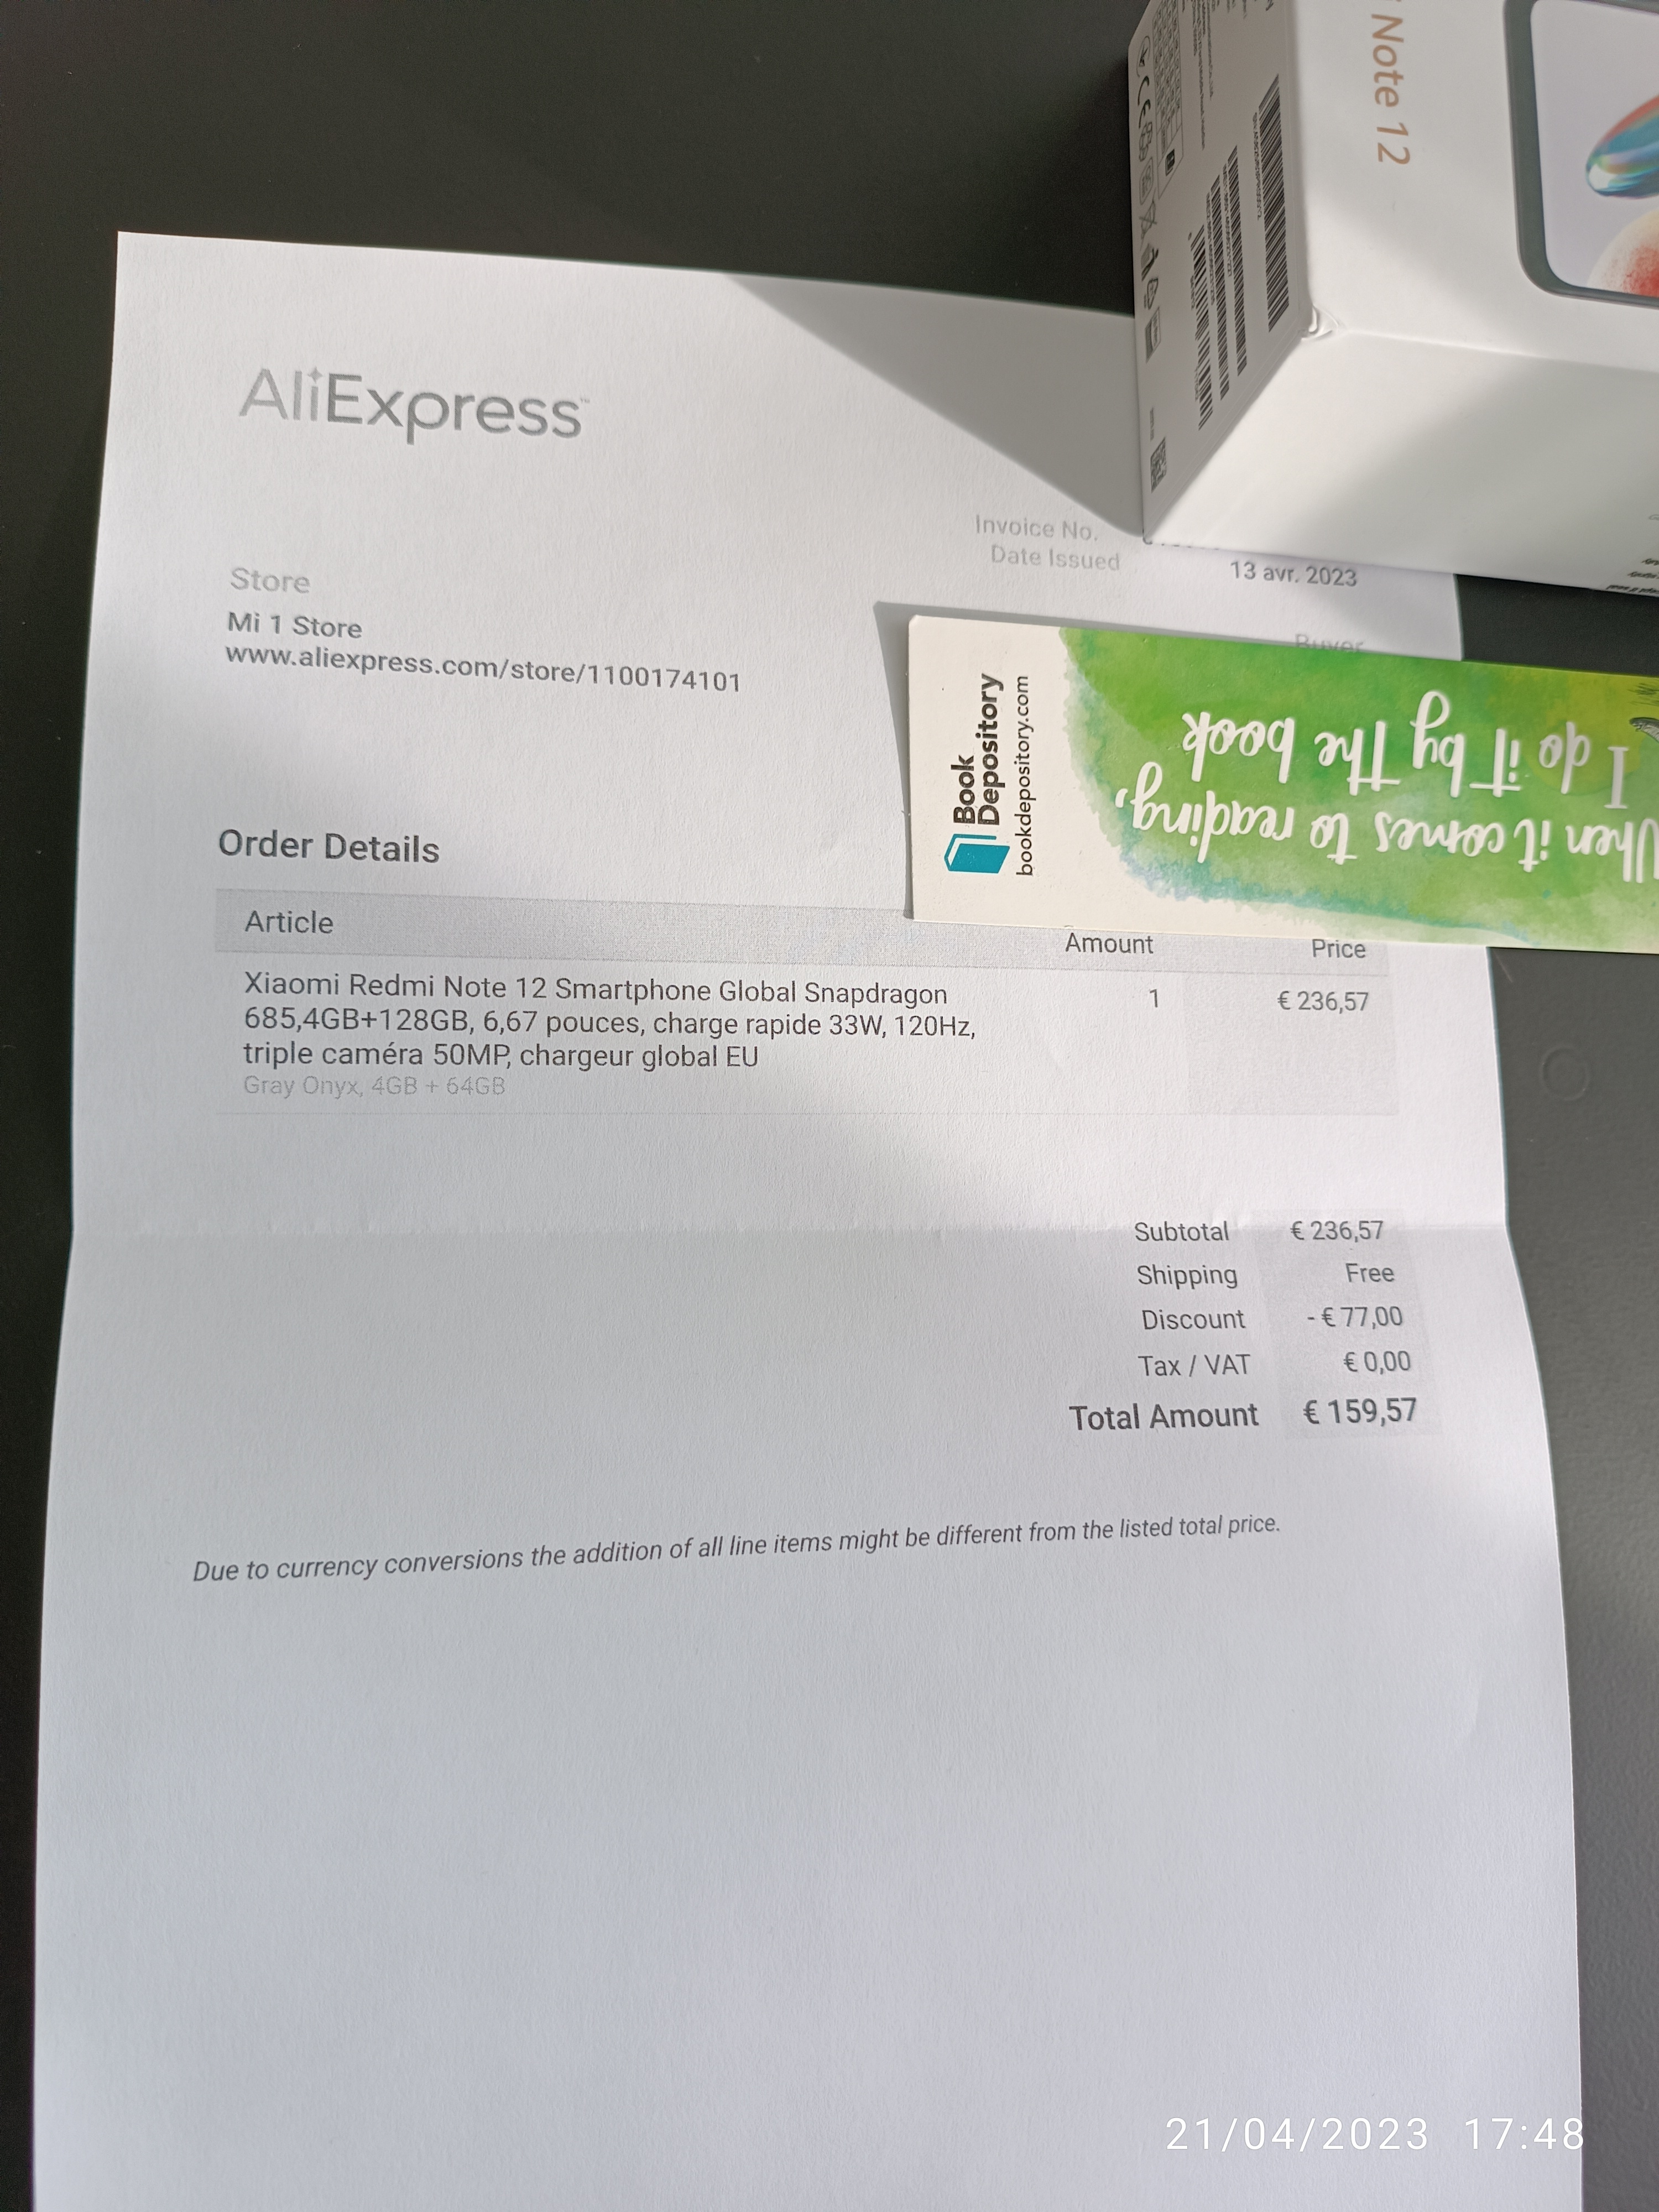 Note 12
AliExpress™
Invoice No.
Date Issued
13 avr. 2023
Store
Mi 1 Store
www.aliexpress.com/store/1100174101
Buyer
Book
Depository
bookdepository.com
When it comes to reading,
I do it by the book
Order Details
Article
Amount
Price
Xiaomi Redmi Note 12 Smartphone Global Snapdragon
685,4GB+128GB, 6,67 pouces, charge rapide 33W, 120Hz,
triple caméra 50MP, chargeur global EU
Gray Onyx, 4GB + 64GB
1
€ 236,57
Subtotal € 236,57
Shipping Free
Discount - € 77,00
Tax / VAT € 0,00
Total Amount € 159,57
Due to currency conversions the addition of all line items might be different from the listed total price.
21/04/2023 17:48